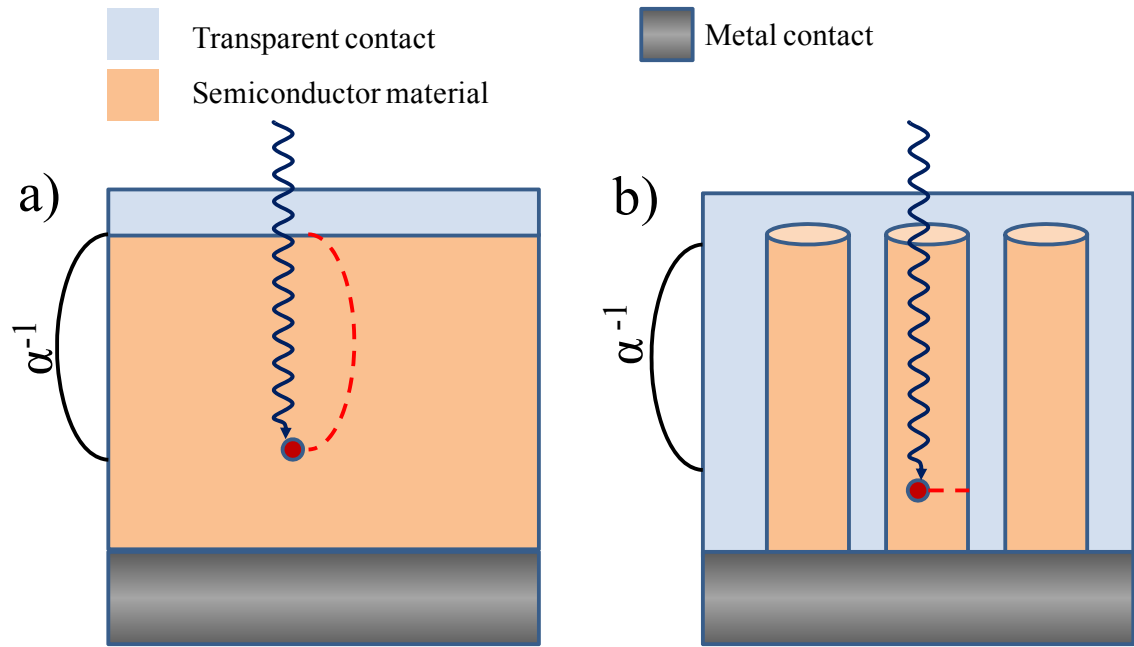 Transparent contact
Metal contact
Semiconductor material
a)
b)
α⁻¹
α⁻¹